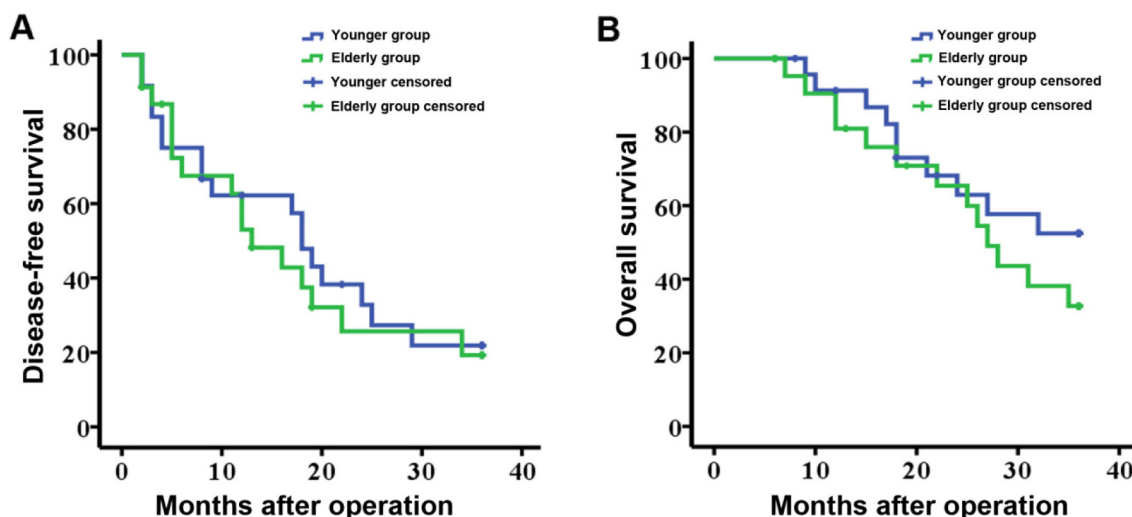 A
Younger group
Elderly group
Younger censored
Elderly group censored
100
80
60
40
20
0
Disease-free survival
0 10 20 30 40
Months after operation
B
Younger group
Elderly group
Younger group censored
Elderly group censored
100
80
60
40
20
0
Overall survival
0 10 20 30 40
Months after operation